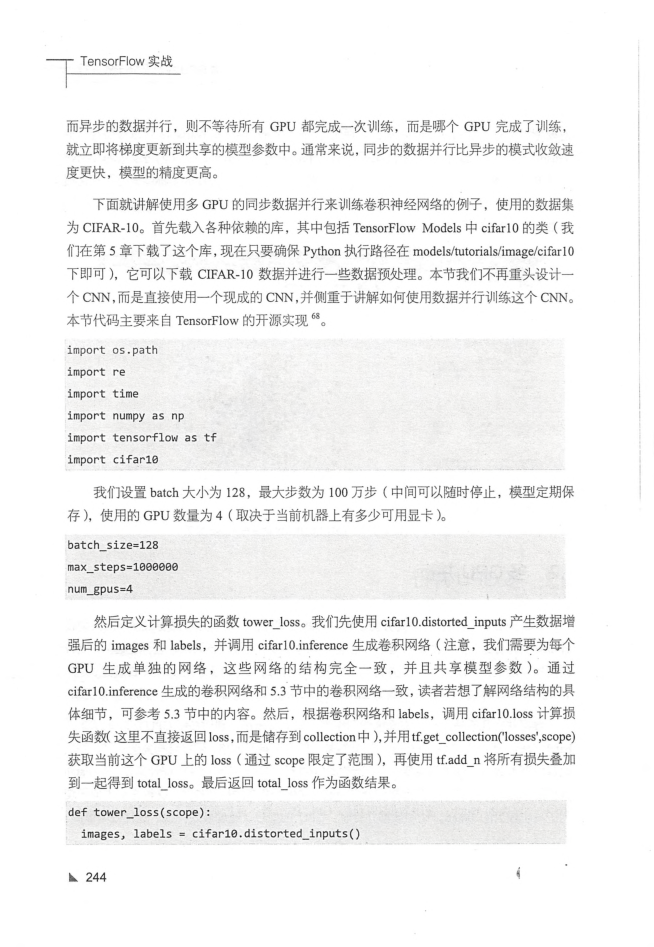 TensorFlow 实战
而异步的数据并行，则不等待所有 GPU 都完成一次训练，而是哪个 GPU 完成了训练，
就立即将梯度更新到共享的模型参数中。通常来说，同步的数据并行比异步的模式收敛速
度更快，模型的精度更高。
下面就讲解使用多 GPU 的同步数据并行来训练卷积神经网络的例子，使用的数据集
为 CIFAR-10。首先载入各种依赖的库，其中包括 TensorFlow Models 中 cifar10 的类（我
们在第 5 章下载了这个库，现在只要确保 Python 执行路径在 models/tutorials/image/cifar10
下即可），它可以下载 CIFAR-10 数据并进行一些数据预处理。本节我们不再重头设计一
个 CNN，而是直接使用一个现成的 CNN，并侧重于讲解如何使用数据并行训练这个 CNN。
本节代码主要来自 TensorFlow 的开源实现 68。
import os.path
import re
import time
import numpy as np
import tensorflow as tf
import cifar10
我们设置 batch 大小为 128，最大步数为 100 万步（中间可以随时停止，模型定期保
存），使用的 GPU 数量为 4（取决于当前机器上有多少可用显卡）。
batch_size=128
max_steps=1000000
num_gpus=4
然后定义计算损失的函数 tower_loss。我们先使用 cifar10.distorted_inputs 产生数据增
强后的 images 和 labels，并调用 cifar10.inference 生成卷积网络（注意，我们需要为每个
GPU 生成单独的网络，这些网络的结构完全一致，并且共享模型参数）。通过
cifar10.inference 生成的卷积网络和 5.3 节中的卷积网络一致，读者若想了解网络结构的具
体细节，可参考 5.3 节中的内容。然后，根据卷积网络和 labels，调用 cifar10.loss 计算损
失函数（这里不直接返回 loss，而是储存到 collection 中），并用 tf.get_collection('losses',scope)
获取当前这个 GPU 上的 loss（通过 scope 限定了范围），再使用 tf.add_n 将所有损失叠加
到一起得到 total_loss。最后返回 total_loss 作为函数结果。
def tower_loss(scope):
images, labels = cifar10.distorted_inputs()
244